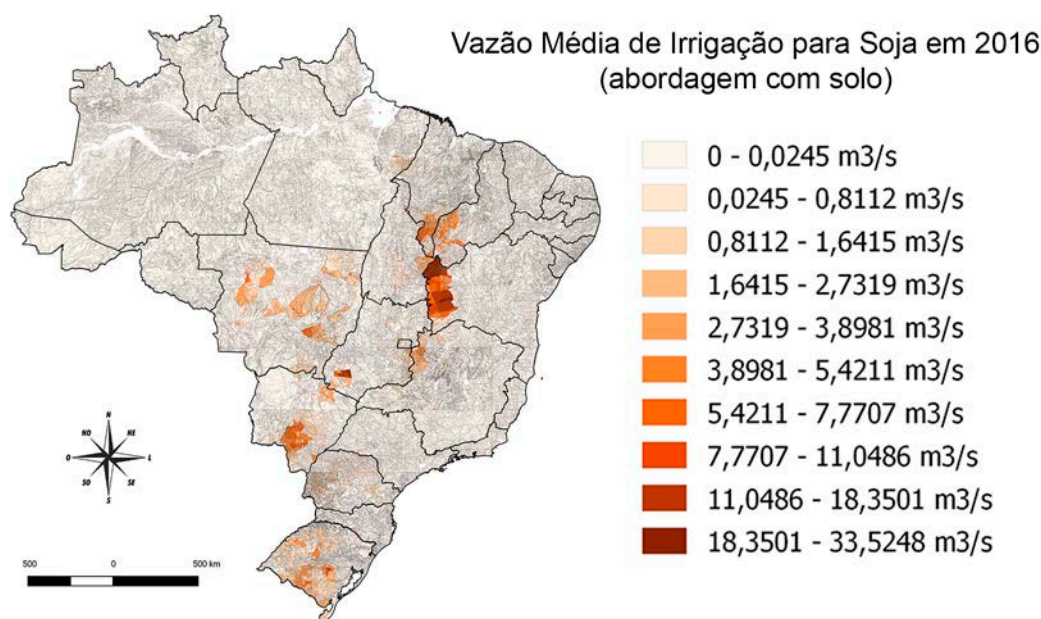 Vazão Média de Irrigação para Soja em 2016
(abordagem com solo)
0 - 0,0245 m3/s
0,0245 - 0,8112 m3/s
0,8112 - 1,6415 m3/s
1,6415 - 2,7319 m3/s
2,7319 - 3,8981 m3/s
3,8981 - 5,4211 m3/s
5,4211 - 7,7707 m3/s
7,7707 - 11,0486 m3/s
11,0486 - 18,3501 m3/s
18,3501 - 33,5248 m3/s
N
NO NE
O L
SO SE
S
500 0 500 km